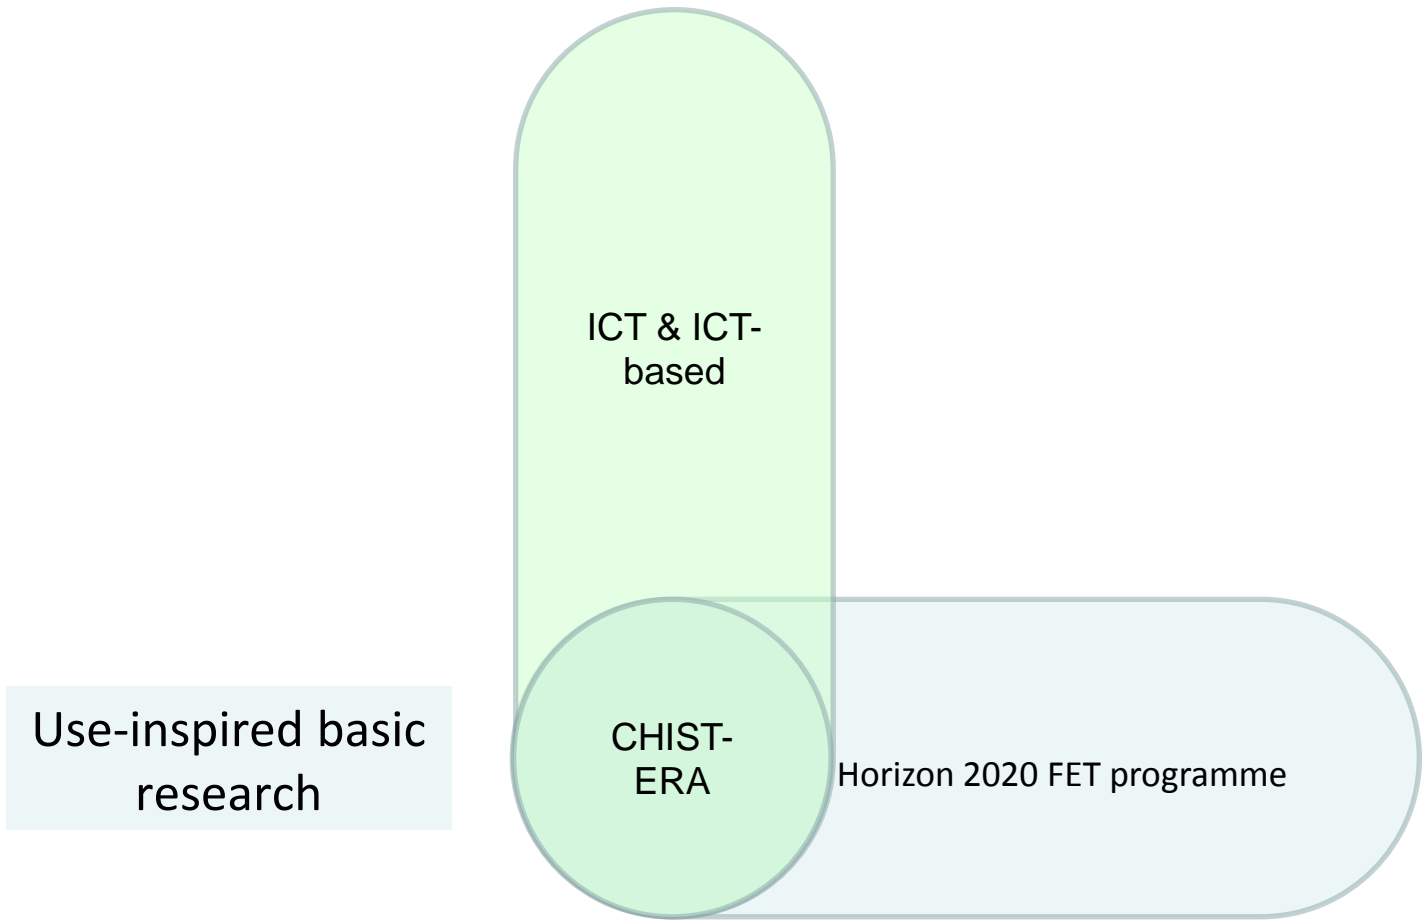 ICT & ICT-
based
Use-inspired basic
research
CHIST-
ERA
Horizon 2020 FET programme